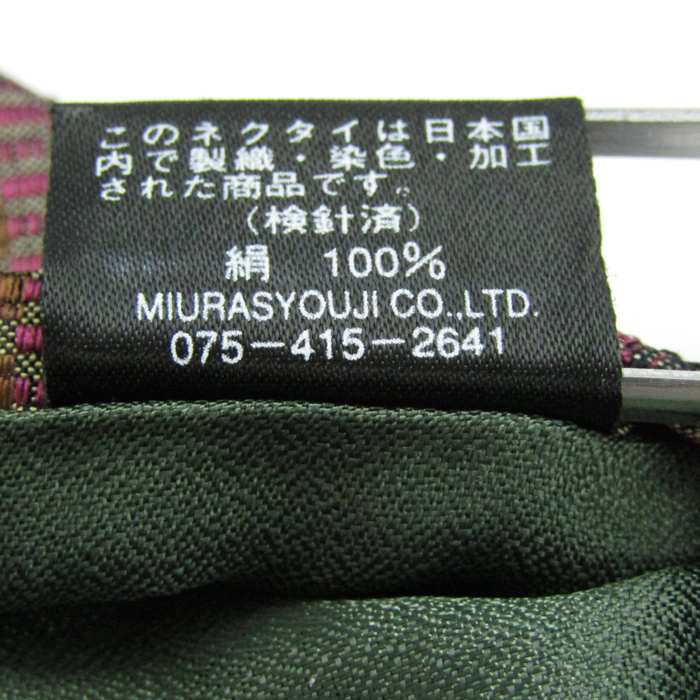 このネクタイは日本国
内で製織・染色・加工
された商品です。
(検針済)
絹 100%
MIURASYOUJI CO.,LTD.
075-415-2641